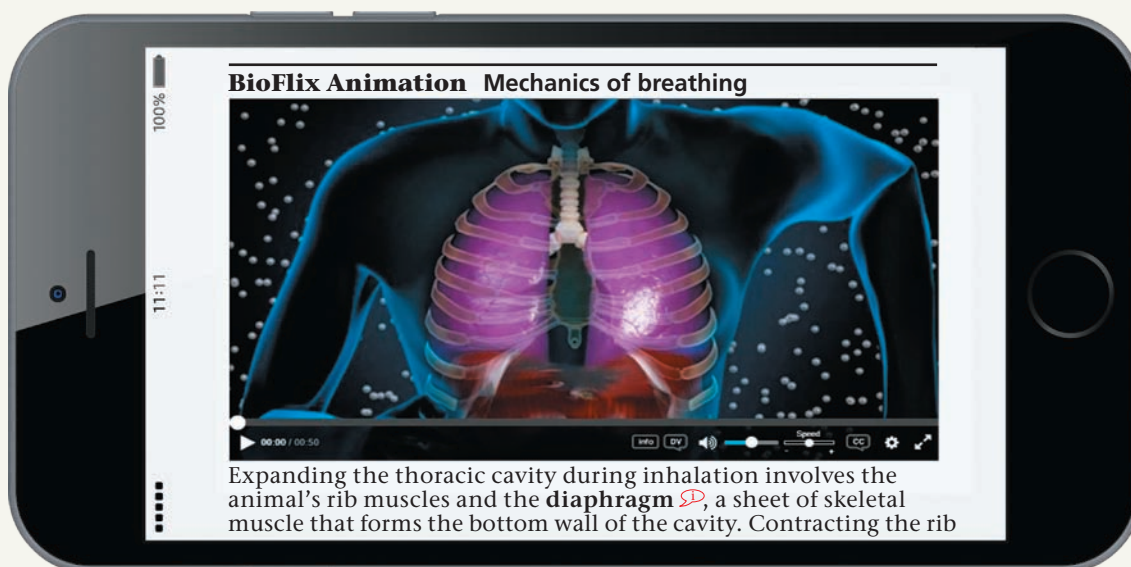 100%
11:11
BioFlix Animation Mechanics of breathing
00:00 / 00:50
Info
DV
Speed
- +
CC
Expanding the thoracic cavity during inhalation involves the
animal’s rib muscles and the diaphragm , a sheet of skeletal
muscle that forms the bottom wall of the cavity. Contracting the rib